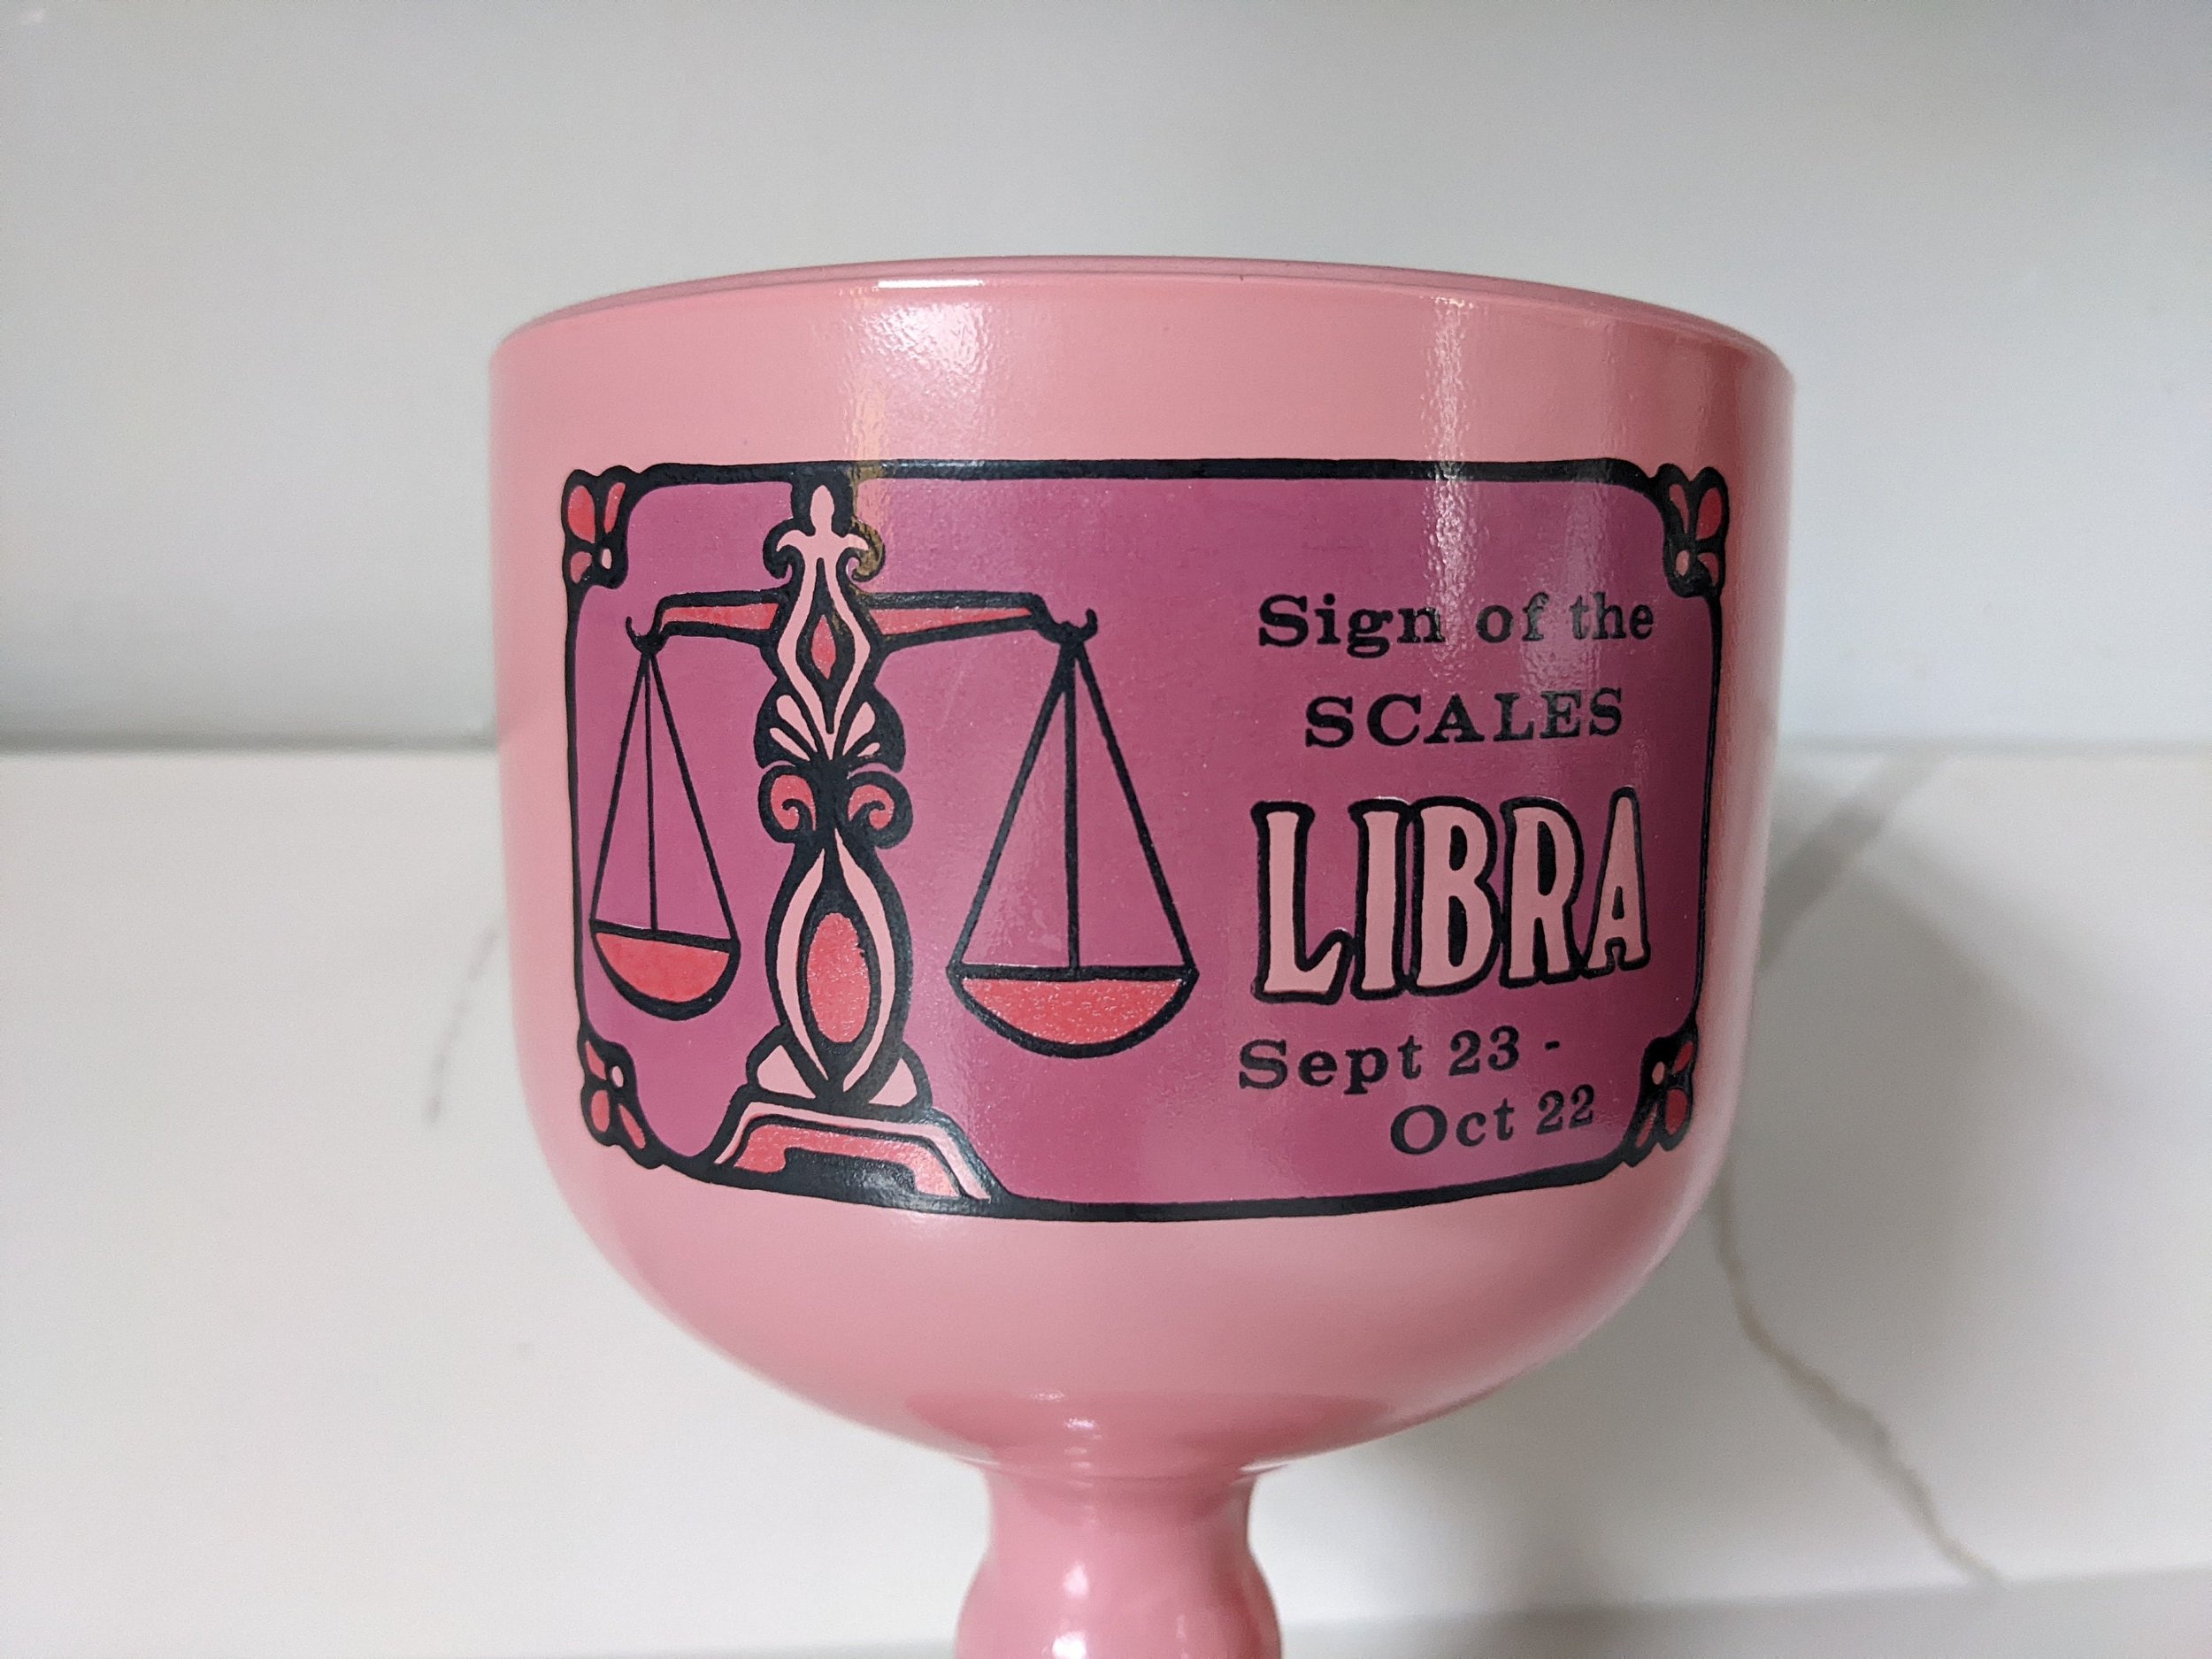 Sign of the
SCALES
LIBRA
Sept 23 -
Oct 22